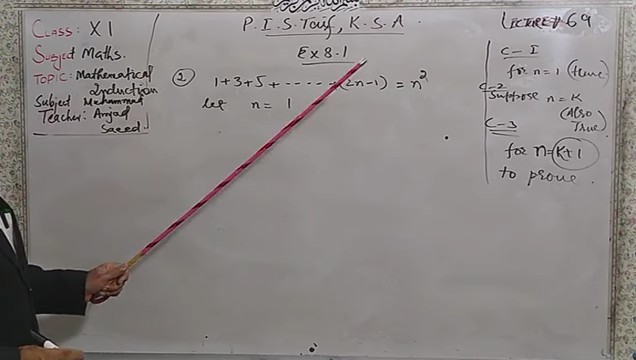 CLASS: XI
Subject Maths.
TOPIC: Mathematical
Induction
Subject Muhammad
Teacher: Amjad
Saeed.
P.I.S. Taif, K.S.A
Ex 8.1
② 1+3+5+ ------ +(2n-1) = n²
let n = 1
LECTURE# 69
C-I
for n=1 (true)
C-2
Suppose n=K
(Also
True)
C-3
for n=K+1
to prove.